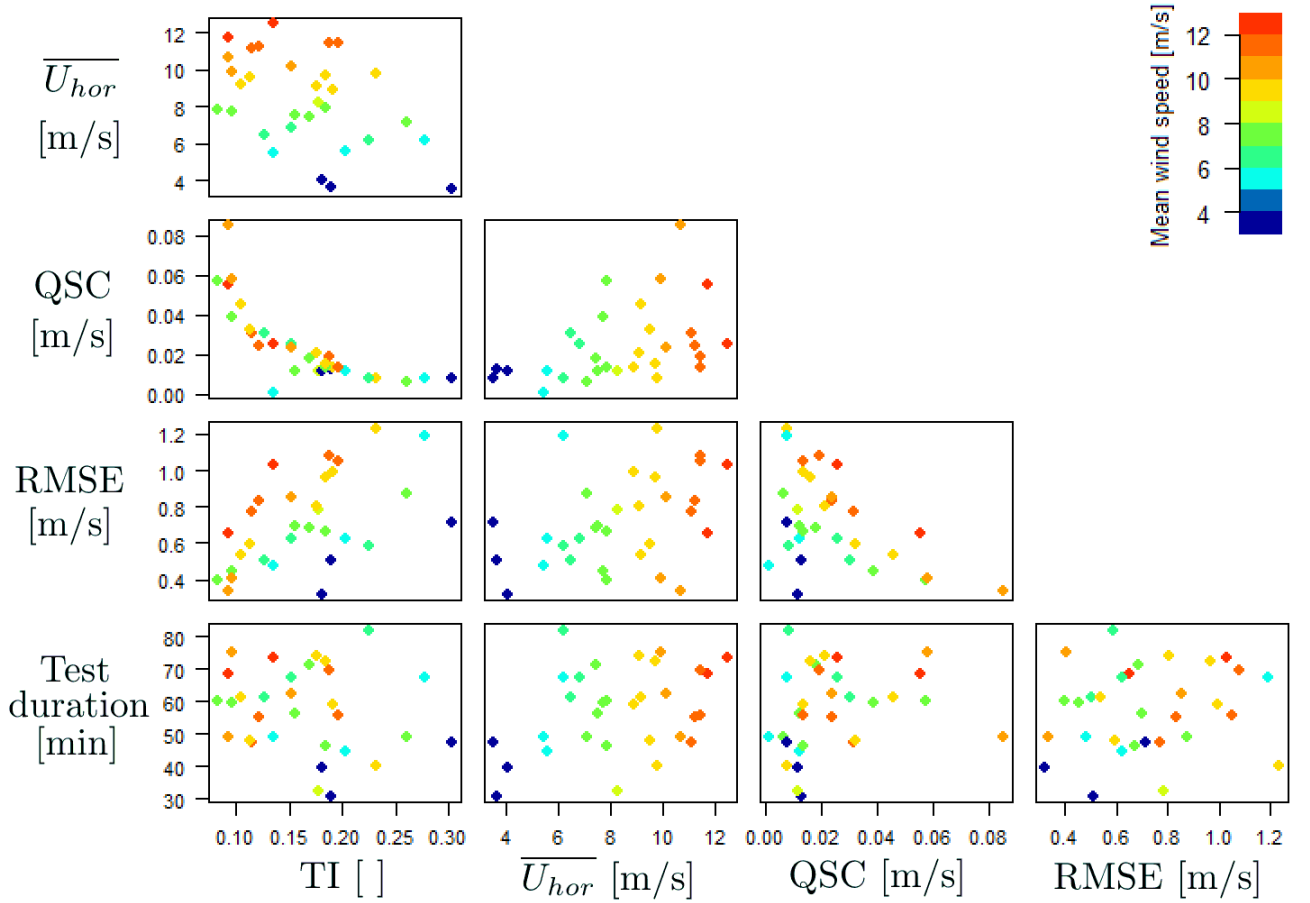 12
10
8
6
4
U_hor
[m/s]
Mean wind speed [m/s]
12
10
8
6
4
0.08
0.06
0.04
0.02
0.00
QSC
[m/s]
1.2
1.0
0.8
0.6
0.4
RMSE
[m/s]
80
70
60
50
40
30
Test
duration
[min]
0.10 0.15 0.20 0.25 0.30
4 6 8 10 12
0.00 0.02 0.04 0.06 0.08
0.4 0.6 0.8 1.0 1.2
TI [ ]
U_hor [m/s]
QSC [m/s]
RMSE [m/s]